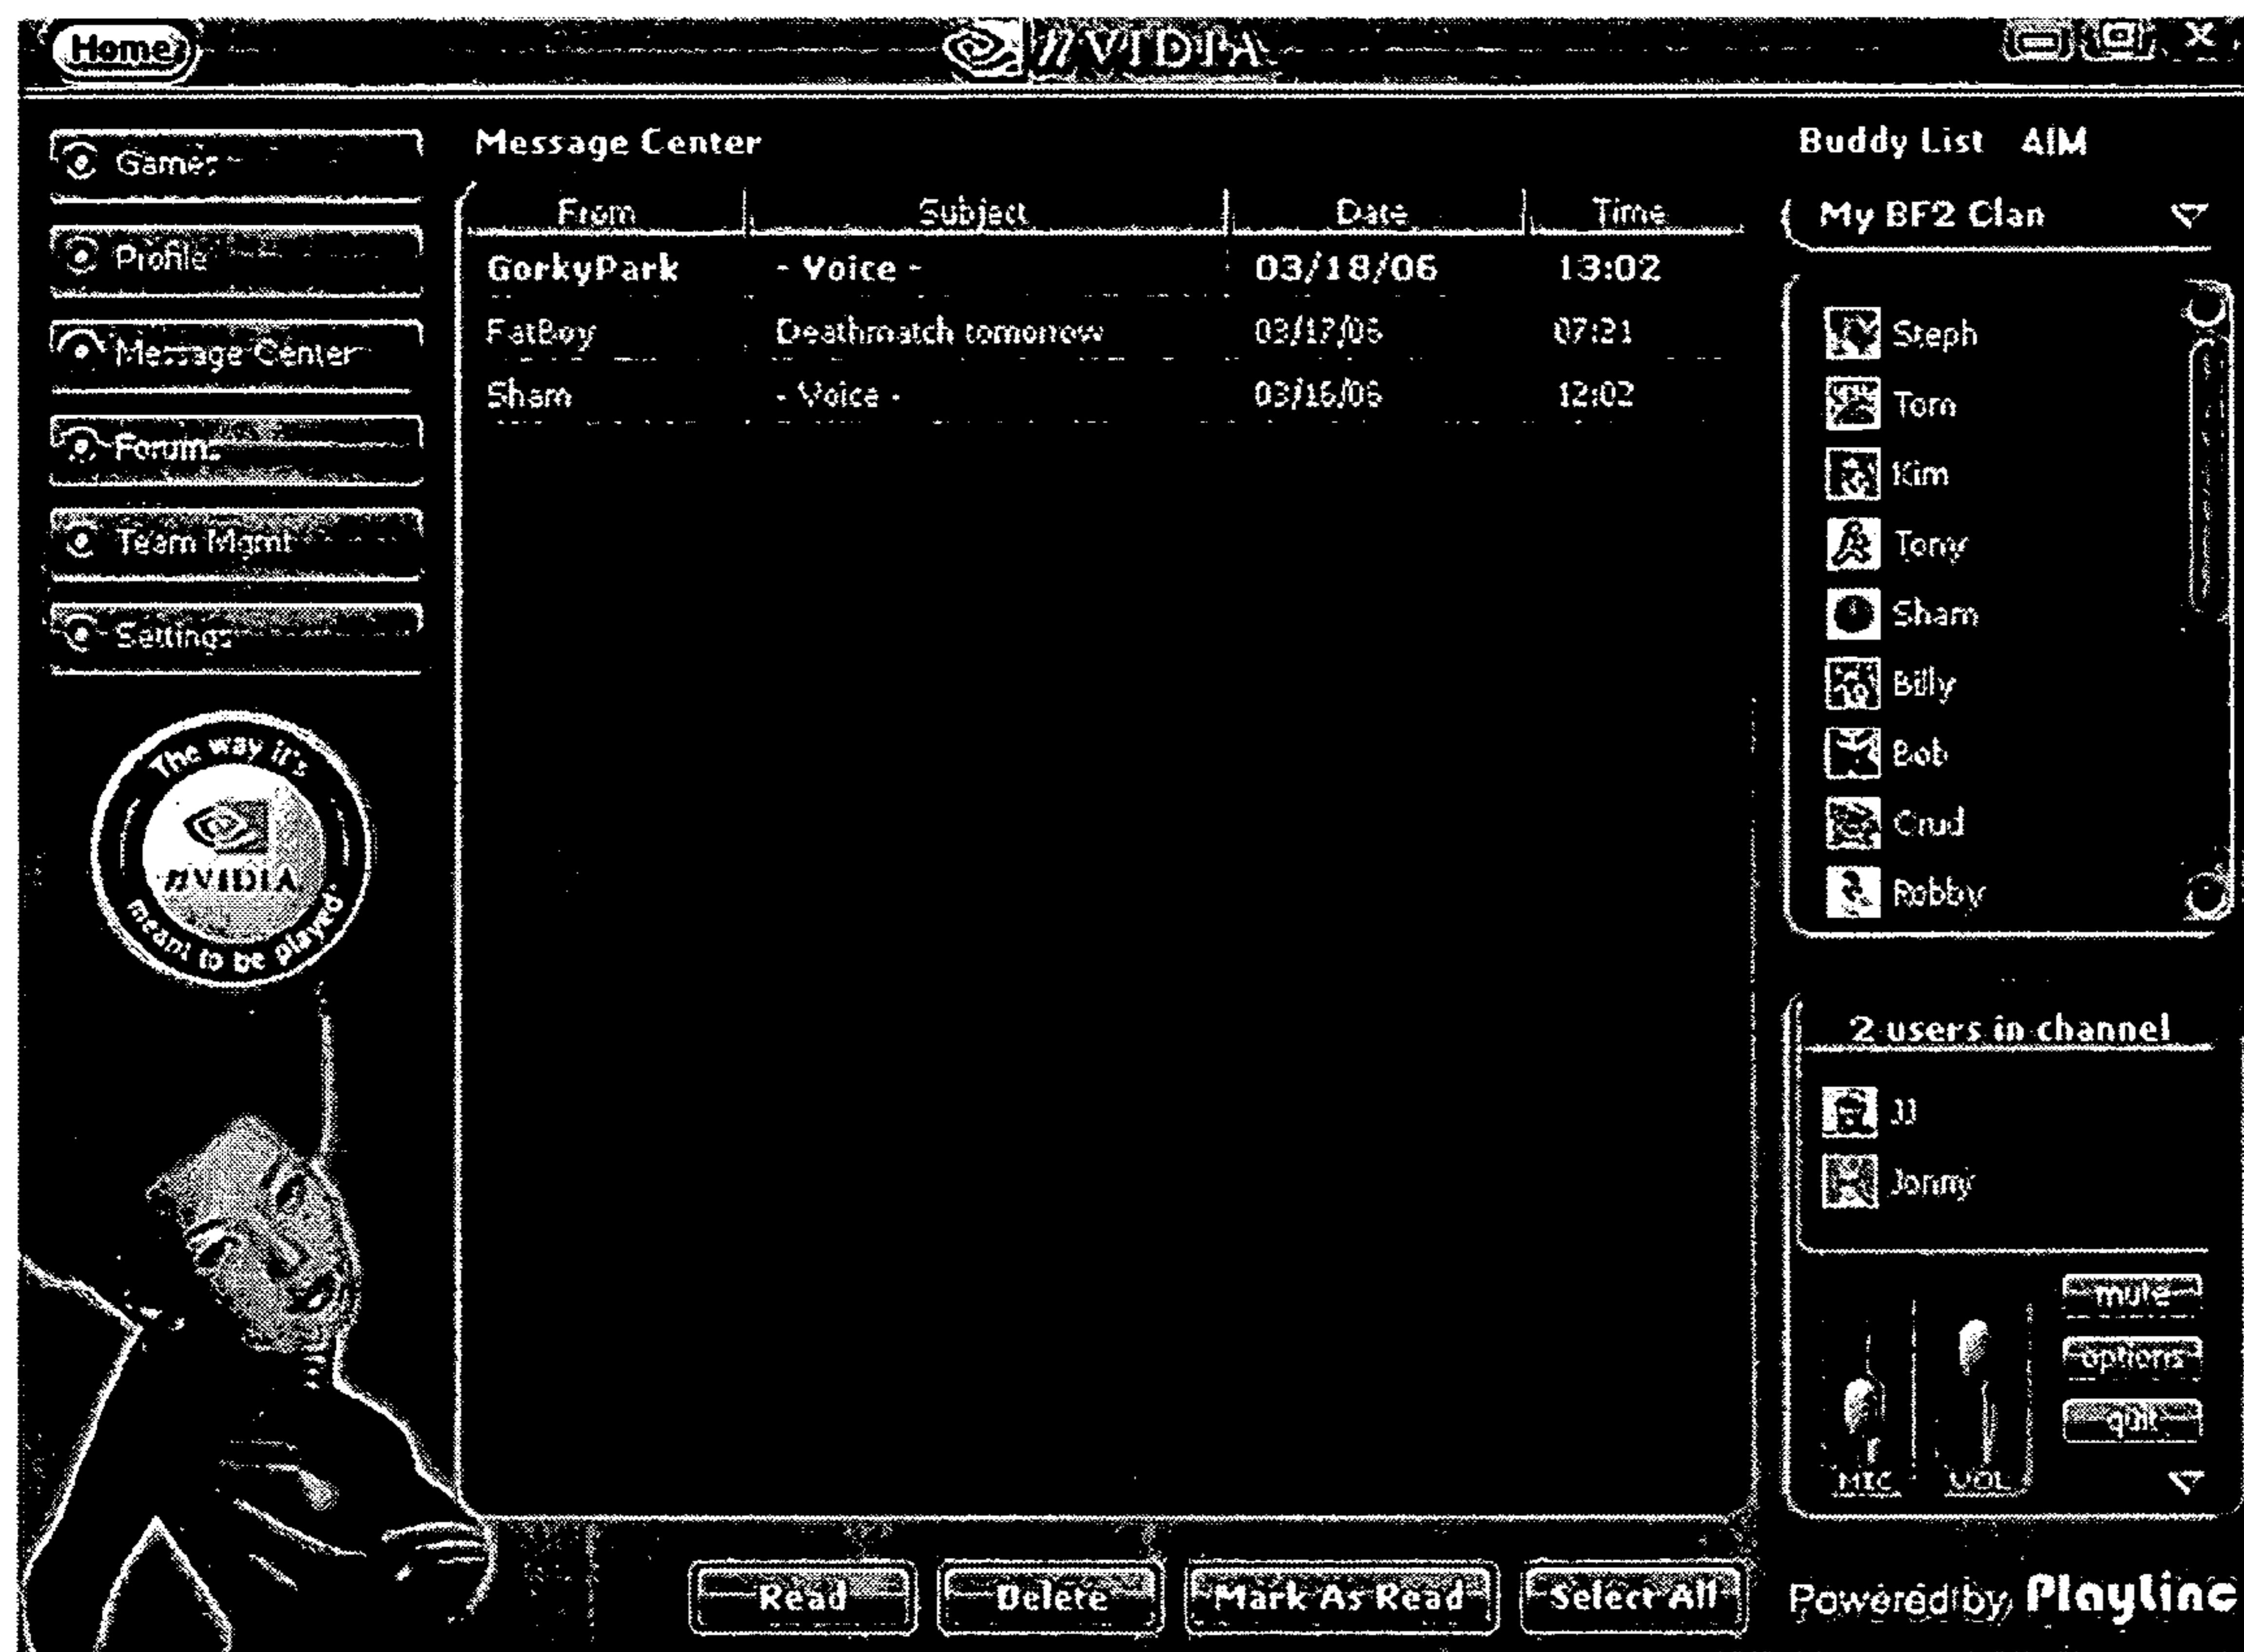 Home
NVIDIA
Games
Profile
Message Center
Forums
Team Mgmt
Settings
The way it's
NVIDIA
meant to be played
Message Center
From Subject Date Time
GorkyPark - Voice - 03/18/06 13:02
FatBoy Deathmatch tomorrow 03/17/06 07:21
Sham - Voice - 03/16/06 12:02
Read Delete Mark As Read Select All
Buddy List AIM
My BF2 Clan
Steph
Tom
Kim
Tony
Sham
Billy
Bob
Crud
Robby
2 users in channel
JJ
Jonny
mute
options
quit
MIC VOL
Powered by PlayLinc